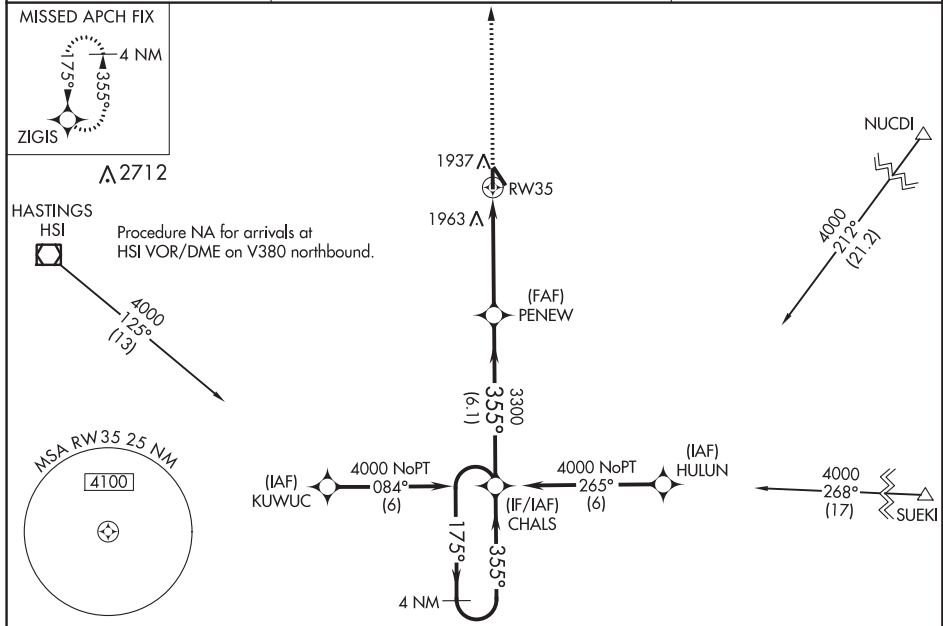 MISSED APCH FIX
4 NM
175°
355°
ZIGIS
2712
HASTINGS
HSI
Procedure NA for arrivals at
HSI VOR/DME on V380 northbound.
4000
125°
(13)
MSA RW35 25 NM
4100
1937
RW35
1963
(FAF)
PENEW
3300
355°
(6.1)
NUCDI
4000
212°
(21.2)
(IAF)
KUWUC
4000 NoPT
084°
(6)
(IF/IAF)
CHALS
4000 NoPT
265°
(6)
(IAF)
HULUN
4000
268°
(17)
SUEKI
175°
355°
4 NM